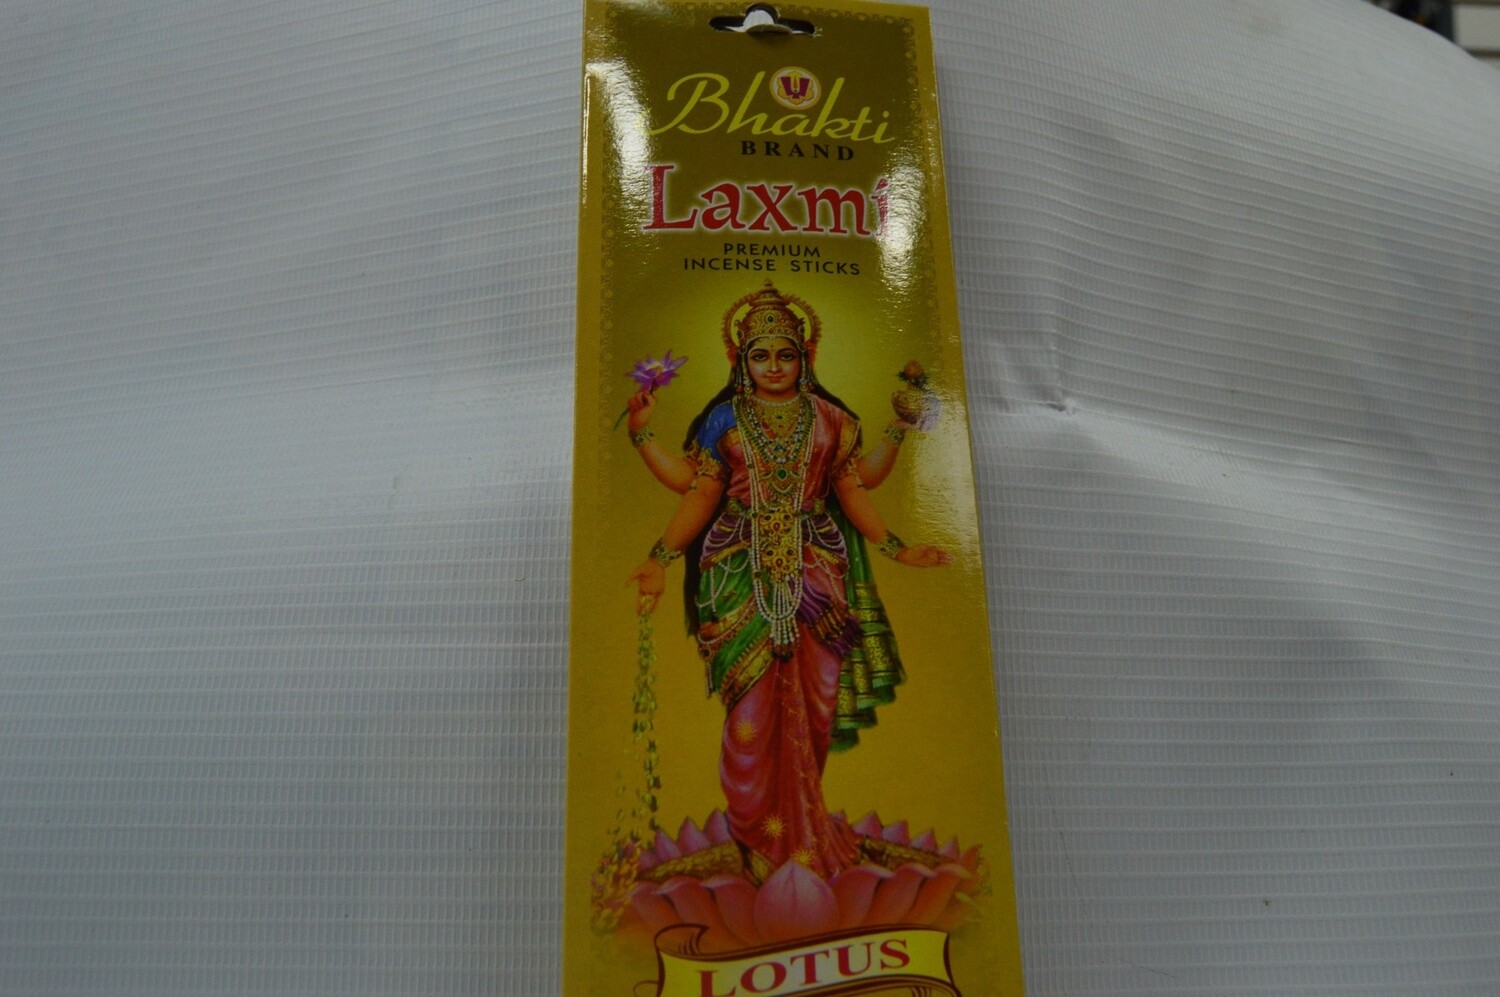 Bhakti
BRAND
Laxmi
PREMIUM
INCENSE STICKS
LOTUS